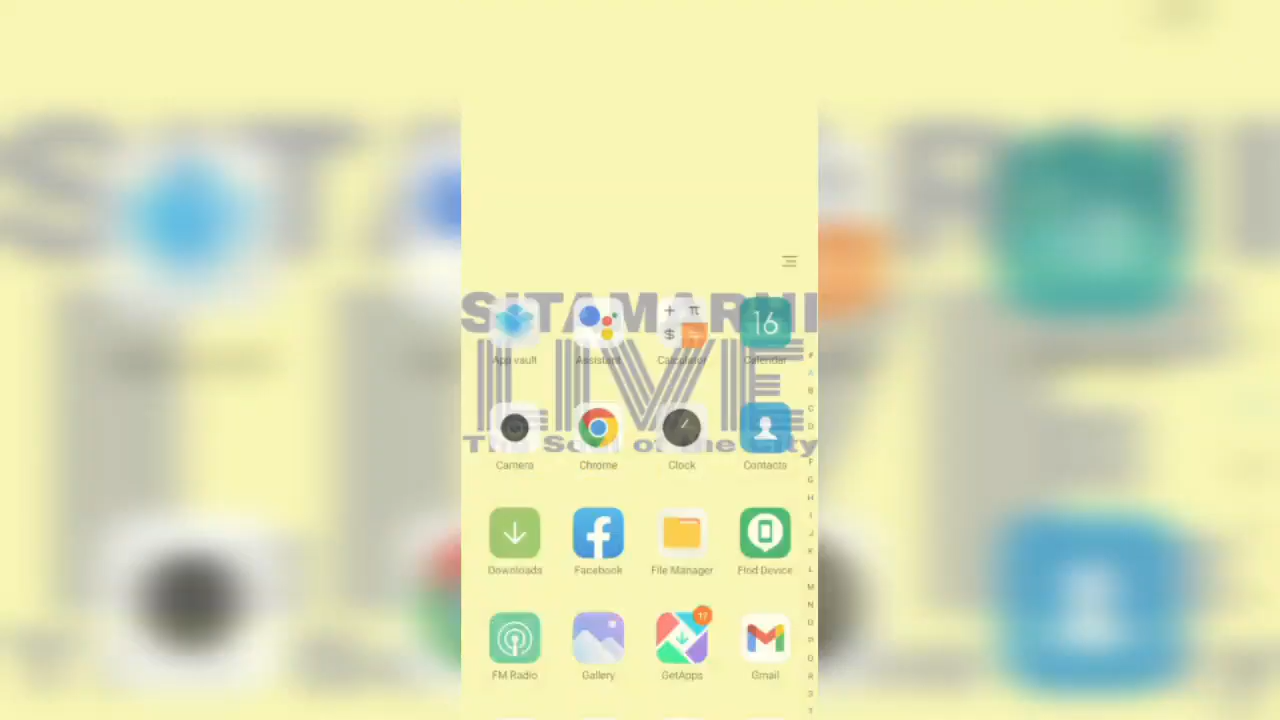 SITAMARHI
LIVE
The Soul of the City
+ π
$ =
16
App vault Assistant Calculator Calendar
Camera Chrome Clock Contacts
Downloads Facebook File Manager Find Device
17
FM Radio Gallery GetApps Gmail
A
B
C
D
F
G
H
I
J
K
L
M
N
O
P
Q
R
S
T